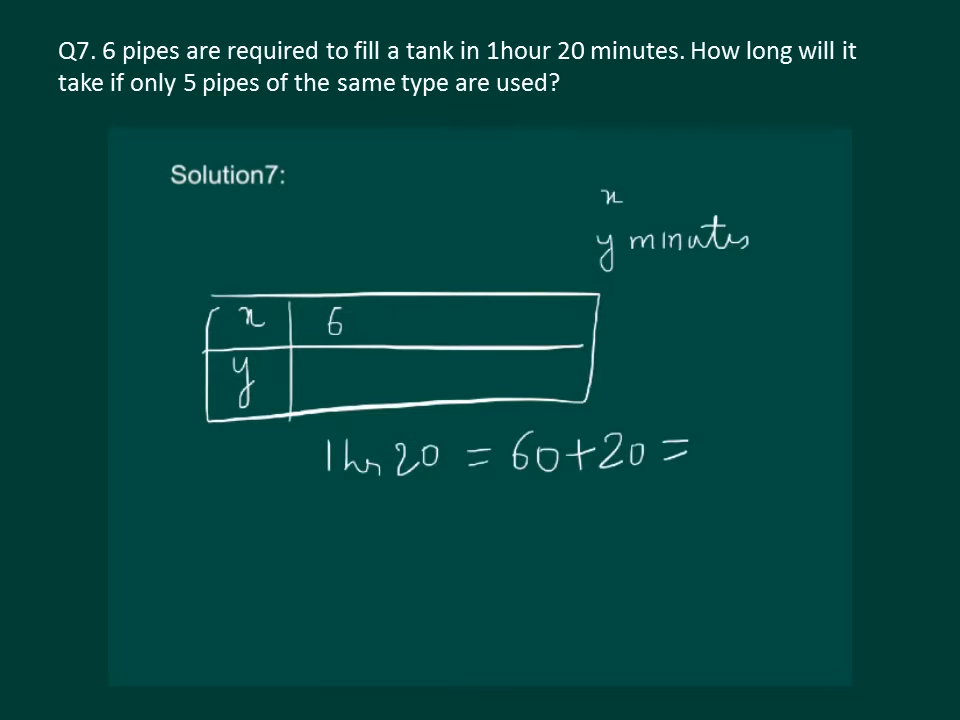 Q7. 6 pipes are required to fill a tank in 1hour 20 minutes. How long will it
take if only 5 pipes of the same type are used?
Solution7:
x
y minutes
x 6
y
1 hr 20 = 60+20 =